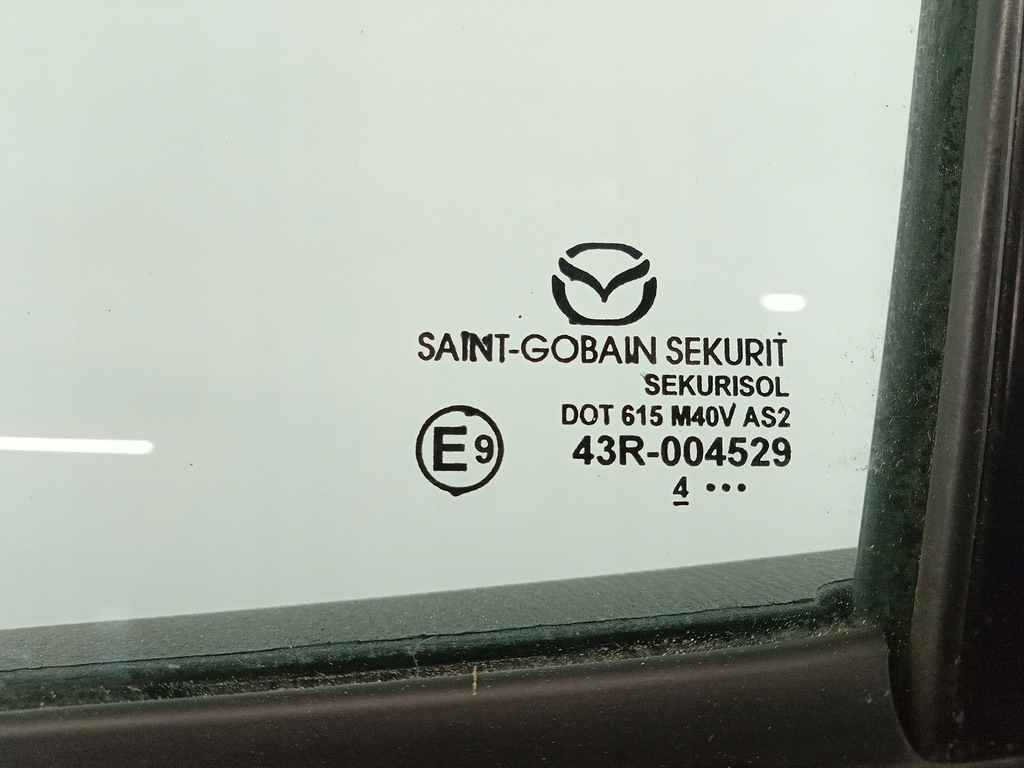 SAINT-GOBAIN SEKURIT
SEKURISOL
DOT 615 M40V AS2
E9 43R-004529
4 •••